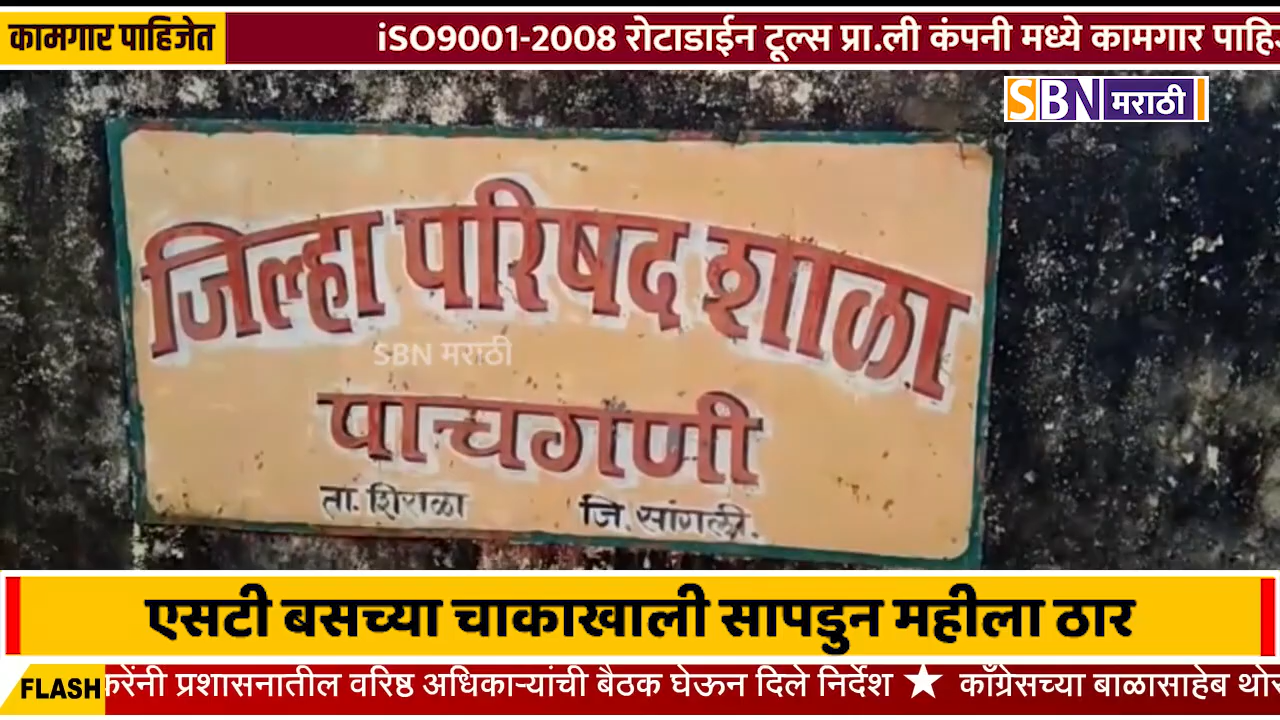 कामगार पाहिजेत
iSO9001-2008 रोटाडाईन टूल्स प्रा.ली कंपनी मध्ये कामगार
SBN मराठी
जिल्हा परिषद शाळा
SBN मराठी
पाचगणी
ता. शिराळा जि. सांगली.
एसटी बसच्या चाकाखाली सापडुन महीला ठार
FLASH
प्रशासनातील वरिष्ठ अधिकाऱ्यांची बैठक घेऊन दिले निर्देश ★ काँग्रेसच्या बाळासाहेब